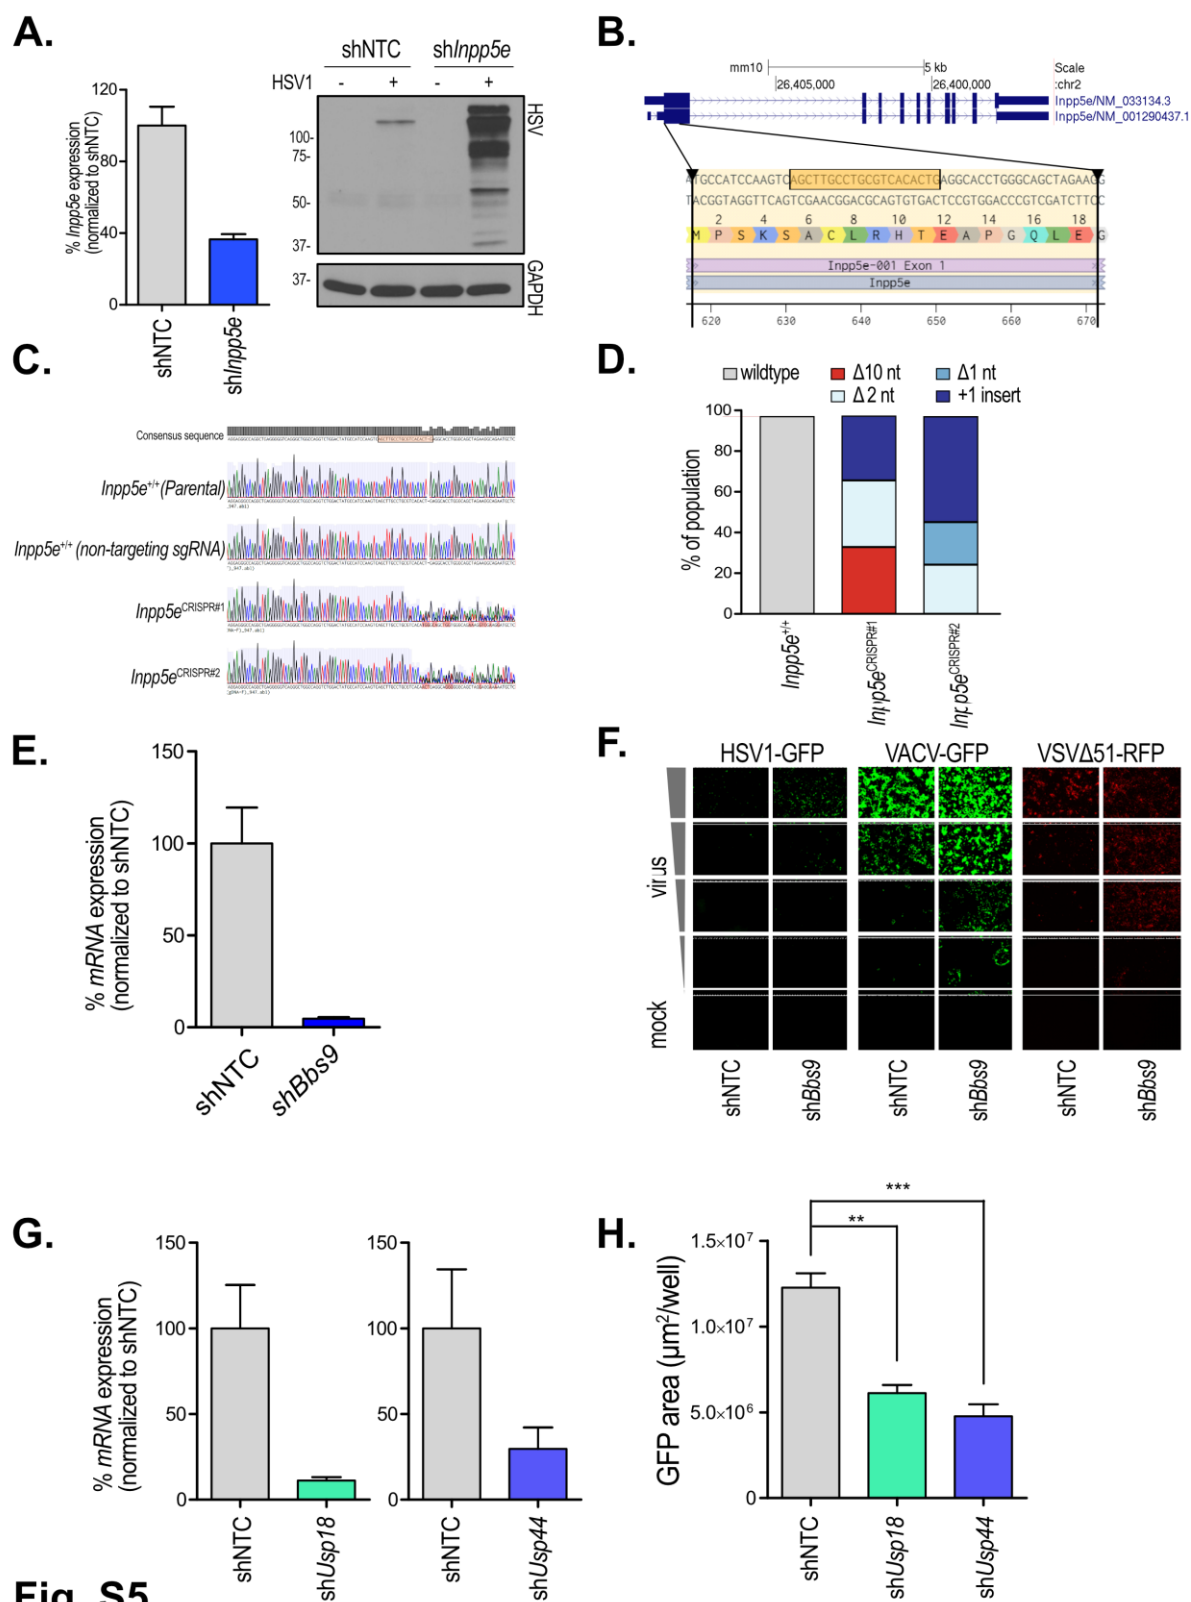 A.
shNTC
shInpp5e
HSV1
-
+
-
+
120
80
40
0
% Inpp5e expression
(normalized to shNTC)
shNTC
shInpp5e
100-
75-
50-
37-
37-
HSV
GAPDH
B.
mm10
5 kb
Scale
26,405,000
26,400,000
:chr2
Inpp5e/NM_033134.3
Inpp5e/NM_001290437.1
ATGCCATCCAAGTCAGCTTGCCTGCGTCACACTGAGGCACCTGGGCAGCTAGAAGG
TACGGTAGGTTCAGTCGAACGGACGCAGTGTGACTCCGTGGACCCGTCGATCTTCC
2 4 6 8 10 12 14 16 18
M P S K S A C L R H T E A P G Q L E G
Inpp5e-001 Exon 1
Inpp5e
620 630 640 650 660 670
C.
Consensus sequence
Inpp5e+/+ (Parental)
Inpp5e+/+ (non-targeting sgRNA)
Inpp5eCRISPR#1
Inpp5eCRISPR#2
D.
wildtype
Δ10 nt
Δ1 nt
Δ 2 nt
+1 insert
100
80
60
40
20
0
% of population
Inpp5e+/+
Inpp5eCRISPR#1
Inpp5eCRISPR#2
E.
150
100
50
0
% mRNA expression
(normalized to shNTC)
shNTC
shBbs9
F.
HSV1-GFP
VACV-GFP
VSVΔ51-RFP
virus
mock
shNTC
shBbs9
shNTC
shBbs9
shNTC
shBbs9
G.
150
100
50
0
% mRNA expression
(normalized to shNTC)
shNTC
shUsp18
150
100
50
0
shNTC
shUsp44
H.
***
**
1.5×10⁷
1.0×10⁷
5.0×10⁶
0
GFP area (µm²/well)
shNTC
shUsp18
shUsp44
Fig. S5